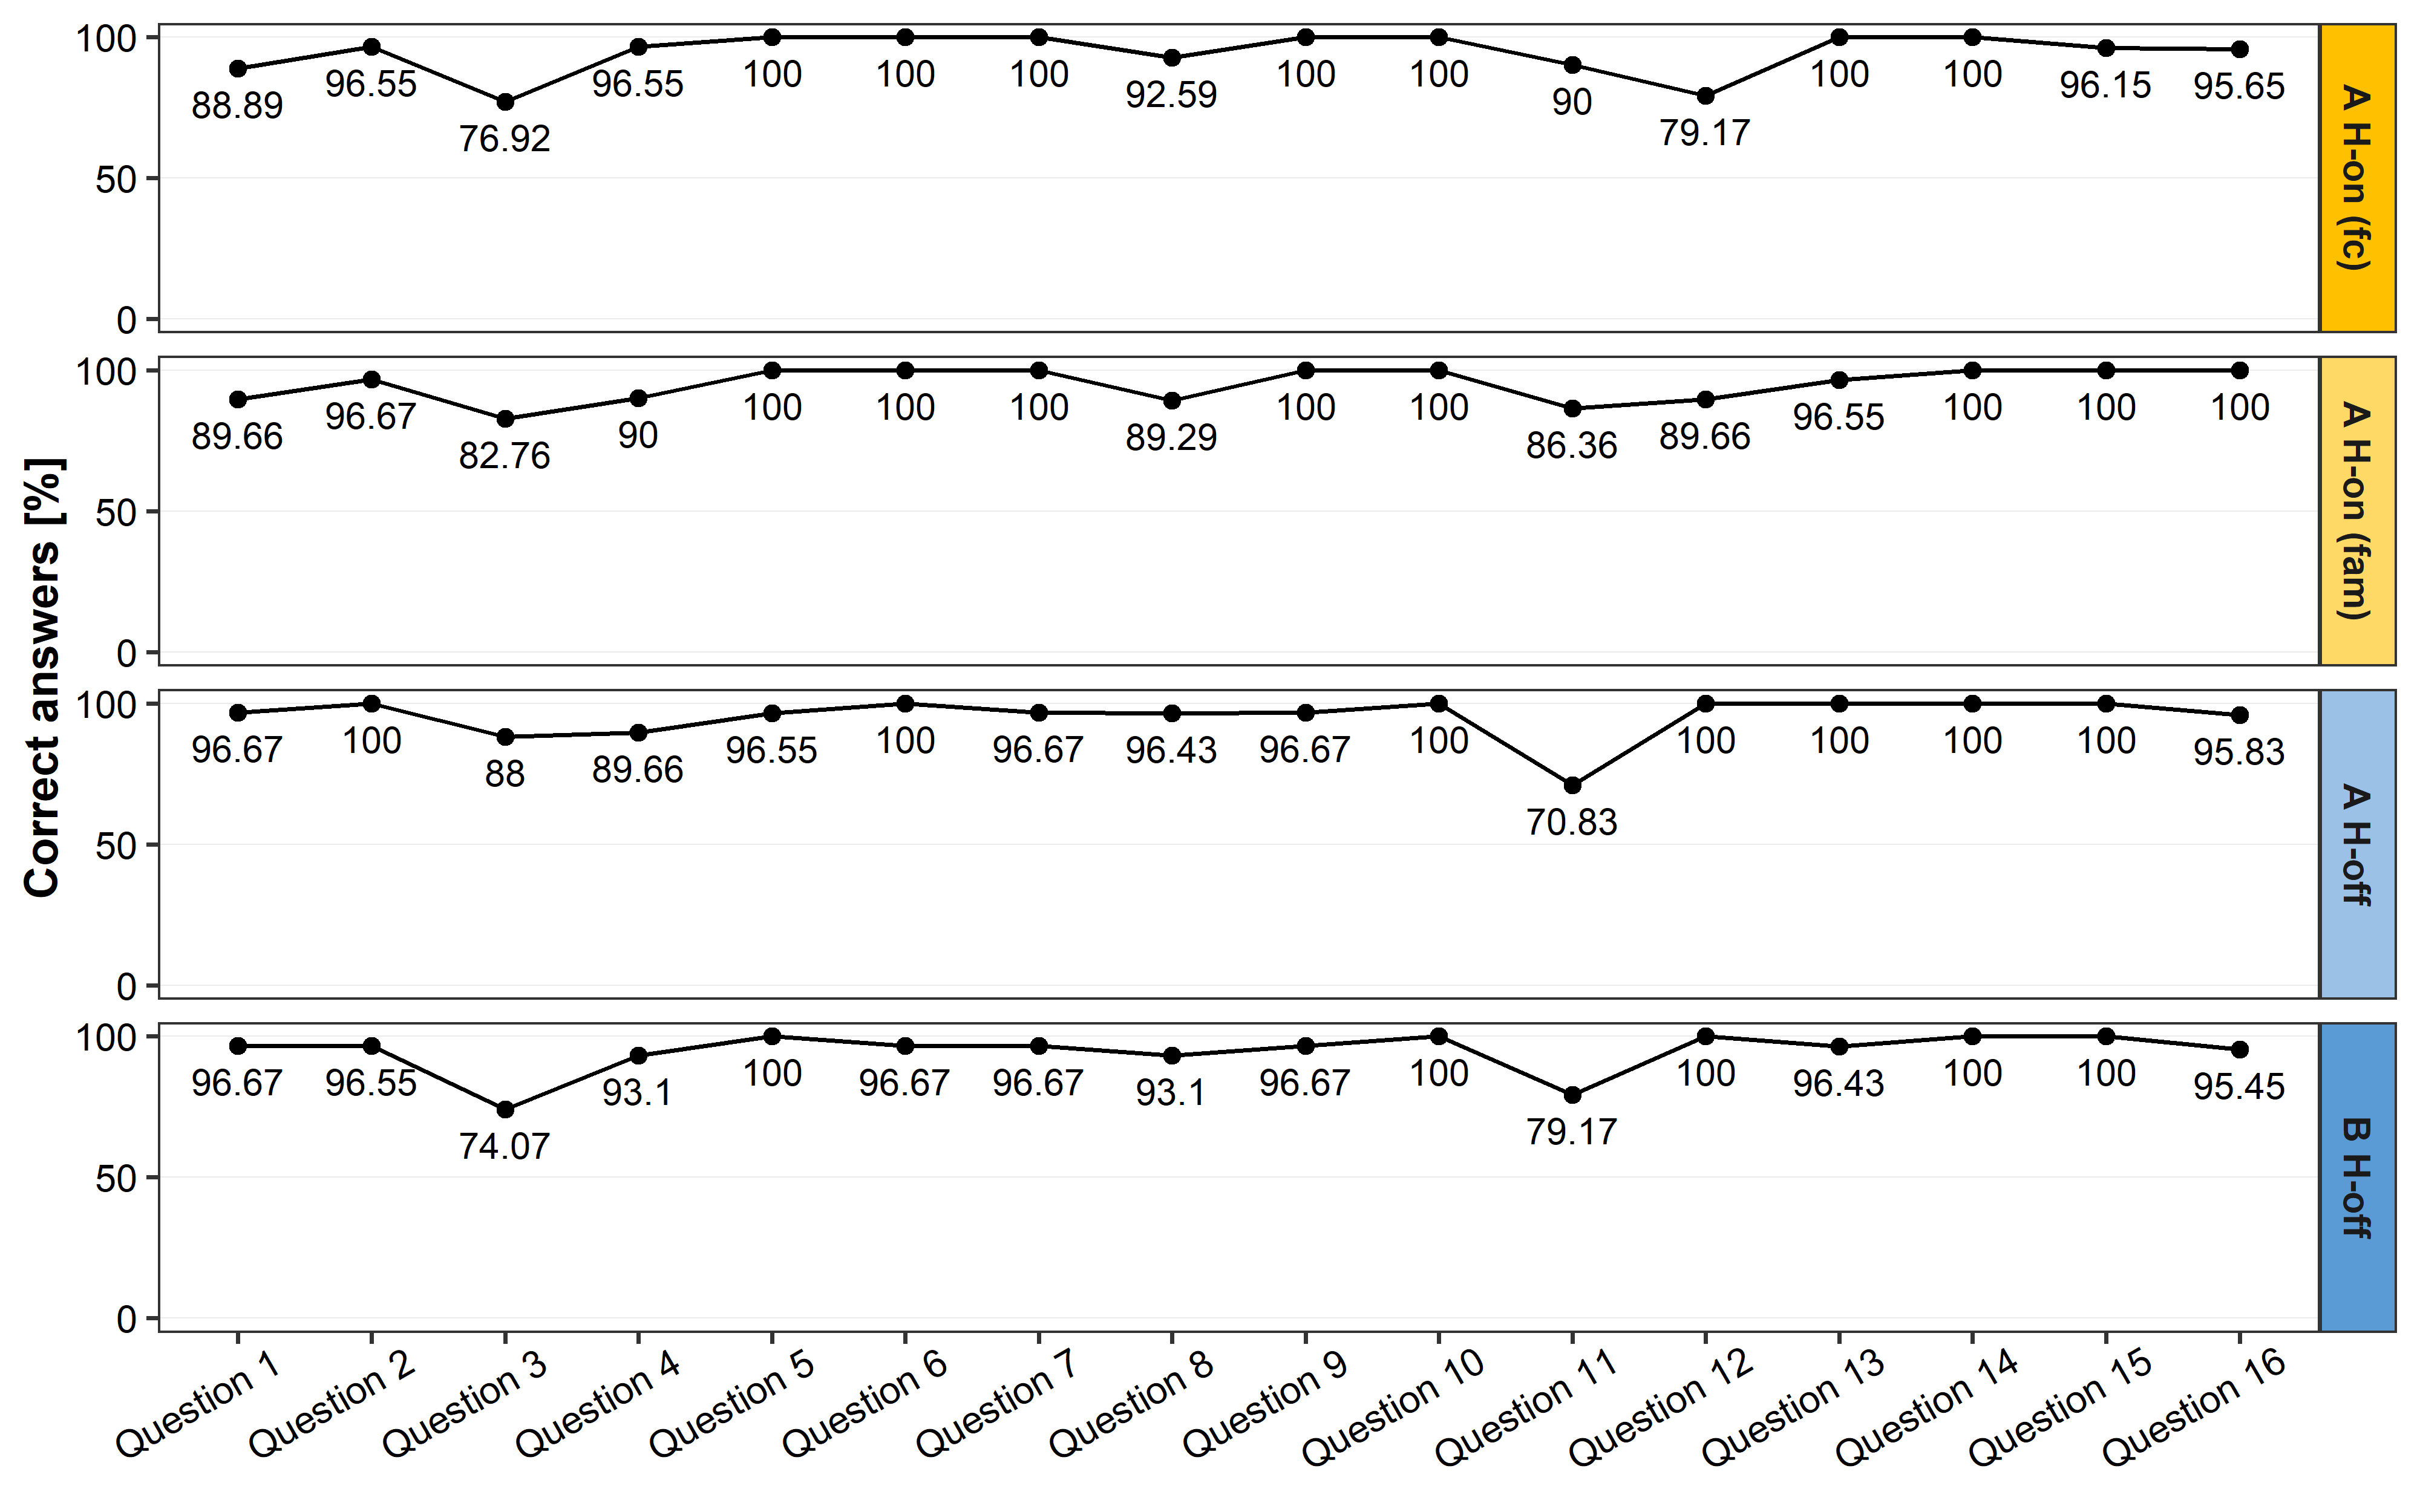 Correct answers [%]
100
50
0
88.89 96.55 76.92 96.55 100 100 100 92.59 100 100 90 79.17 100 100 96.15 95.65
A H-on (fc)
100
50
0
89.66 96.67 82.76 90 100 100 100 89.29 100 100 86.36 89.66 96.55 100 100 100
A H-on (fam)
100
50
0
96.67 100 88 89.66 96.55 100 96.67 96.43 96.67 100 70.83 100 100 100 100 95.83
A H-off
100
50
0
96.67 96.55 74.07 93.1 100 96.67 96.67 93.1 96.67 100 79.17 100 96.43 100 100 95.45
B H-off
Question 1
Question 2
Question 3
Question 4
Question 5
Question 6
Question 7
Question 8
Question 9
Question 10
Question 11
Question 12
Question 13
Question 14
Question 15
Question 16